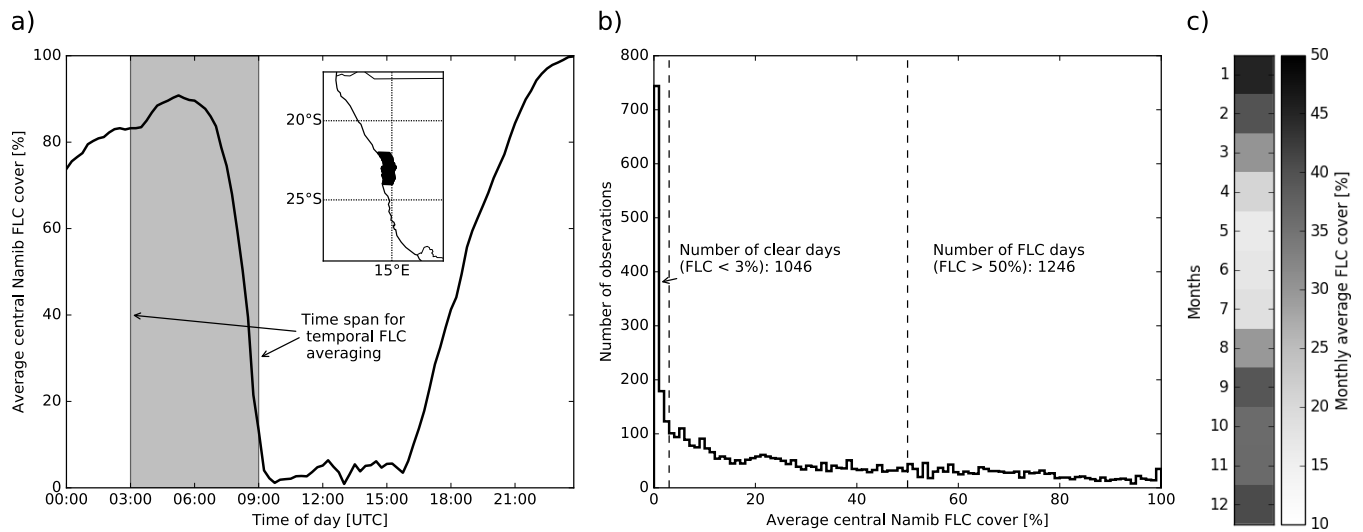 a)
Average central Namib FLC cover [%]
100
80
60
40
20
0
00:00 03:00 06:00 09:00 12:00 15:00 18:00 21:00
Time of day [UTC]
20°S
25°S
15°E
Time span for
temporal FLC
averaging
b)
Number of observations
800
700
600
500
400
300
200
100
0
0 20 40 60 80 100
Average central Namib FLC cover [%]
Number of clear days
(FLC < 3%): 1046
Number of FLC days
(FLC > 50%): 1246
c)
Months
1
2
3
4
5
6
7
8
9
10
11
12
50
45
40
35
30
25
20
15
10
Monthly average FLC cover [%]